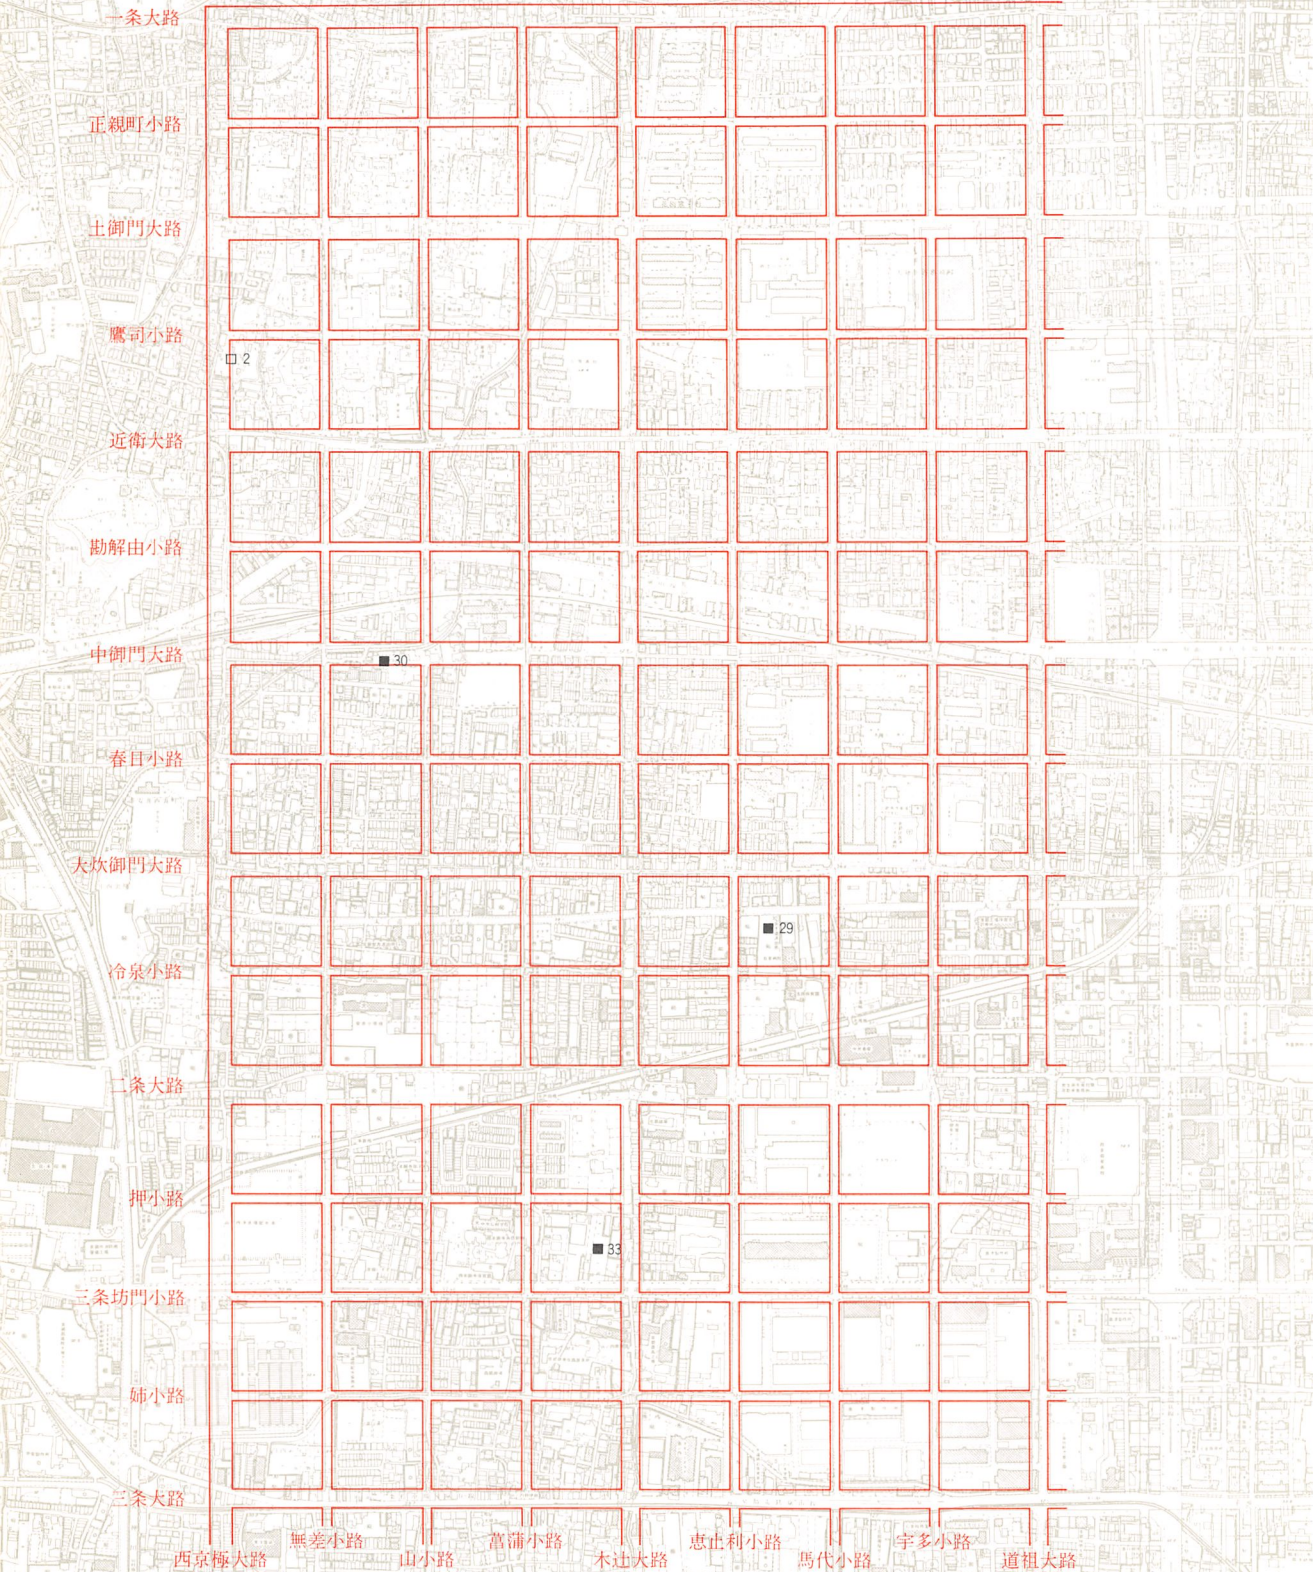 一条大路
正親町小路
土御門大路
鷹司小路
2
近衛大路
勘解由小路
中御門大路
30
春日小路
大炊御門大路
29
冷泉小路
二条大路
押小路
33
三条坊門小路
姉小路
三条大路
無差小路
菖蒲小路
恵止利小路
宇多小路
西京極大路
山小路
木辻大路
馬代小路
道祖大路